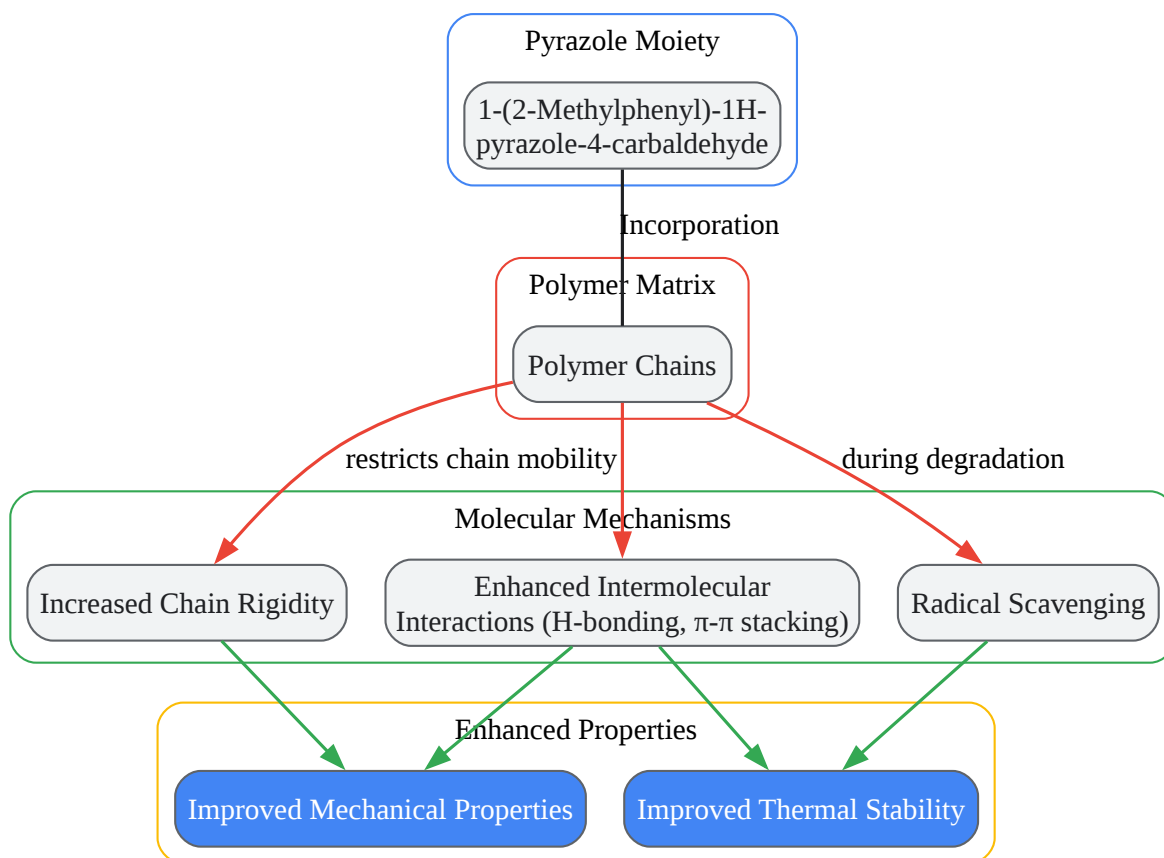 Pyrazole Moiety
1-(2-Methylphenyl)-1H-
pyrazole-4-carbaldehyde
Incorporation
Polymer Matrix
Polymer Chains
restricts chain mobility
during degradation
Molecular Mechanisms
Increased Chain Rigidity
Enhanced Intermolecular
Interactions (H-bonding, π-π stacking)
Radical Scavenging
Enhanced Properties
Improved Mechanical Properties
Improved Thermal Stability